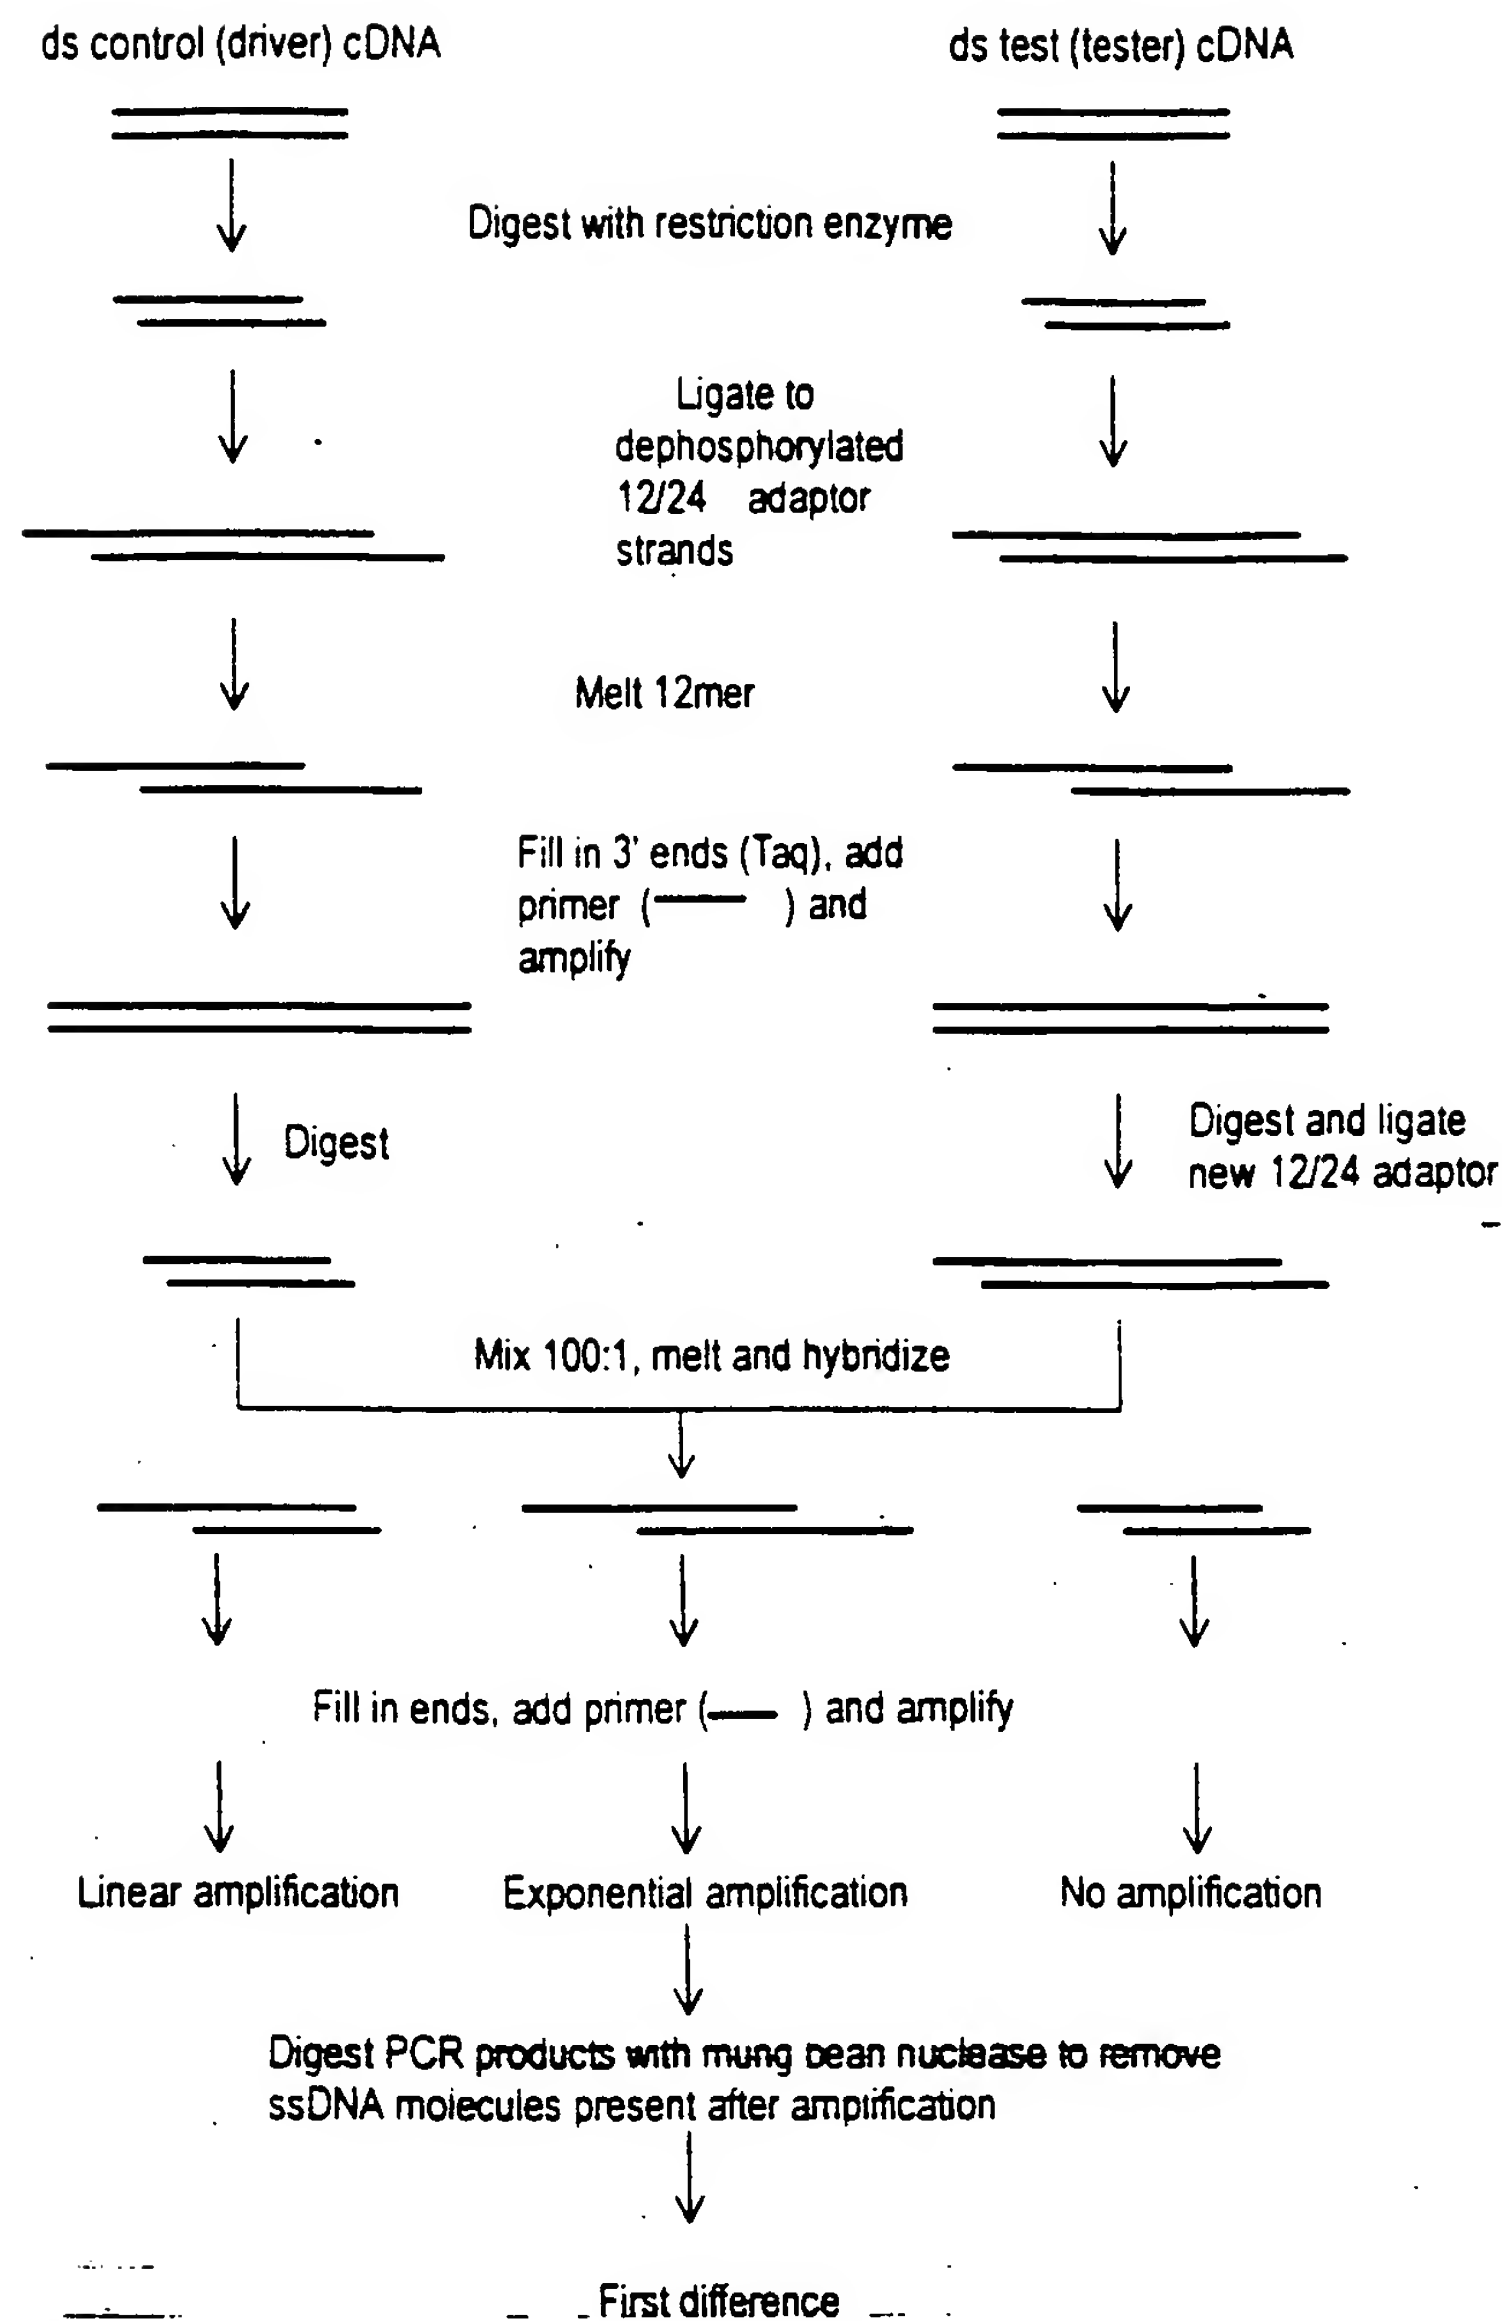 ds control (driver) cDNA
ds test (tester) cDNA
Digest with restriction enzyme
Ligate to
dephosphorylated
12/24 adaptor
strands
Melt 12mer
Fill in 3' ends (Taq), add
primer ( ) and
amplify
Digest
Digest and ligate
new 12/24 adaptor
Mix 100:1, melt and hybridize
Fill in ends, add primer ( ) and amplify
Linear amplification
Exponential amplification
No amplification
Digest PCR products with mung bean nuclease to remove
ssDNA molecules present after amplification
First difference